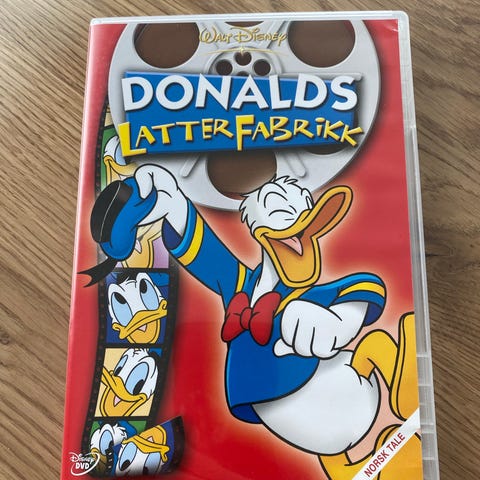 WALT DISNEY
DONALDS
LATTERFABRIKK
DISNEY
DVD
NORSK TALE